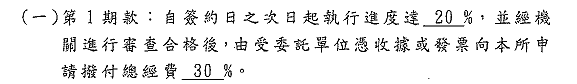 (一)第1期款：自簽約日之次日起執行進度達 20 %，並經機
關進行審查合格後，由受委託單位憑收據或發票向本所申
請撥付總經費 30 %。